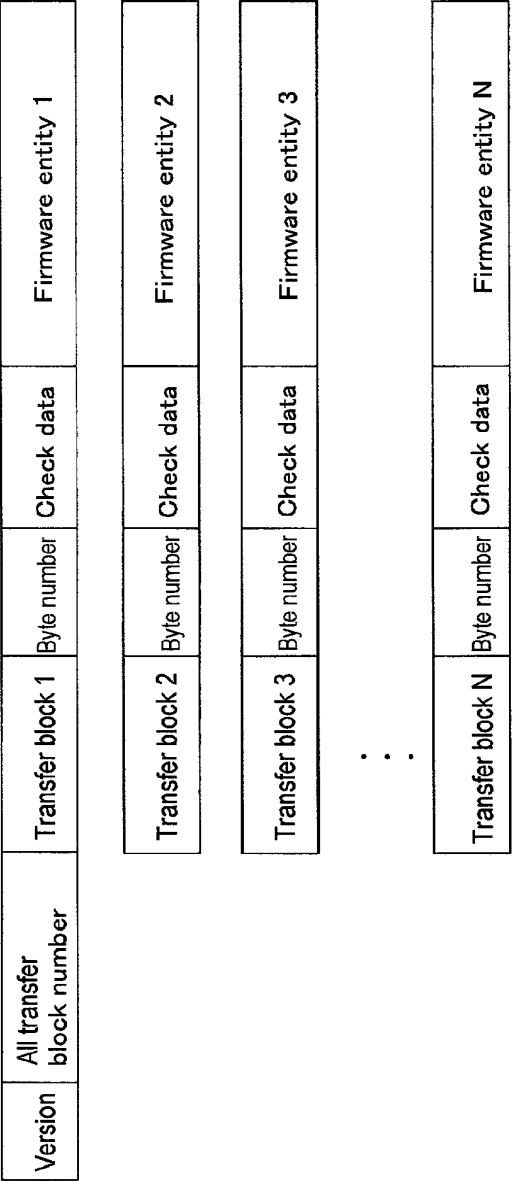 Version
All transfer
block number
Transfer block 1
Byte number
Check data
Firmware entity 1
Transfer block 2
Byte number
Check data
Firmware entity 2
Transfer block 3
Byte number
Check data
Firmware entity 3
. . .
Transfer block N
Byte number
Check data
Firmware entity N